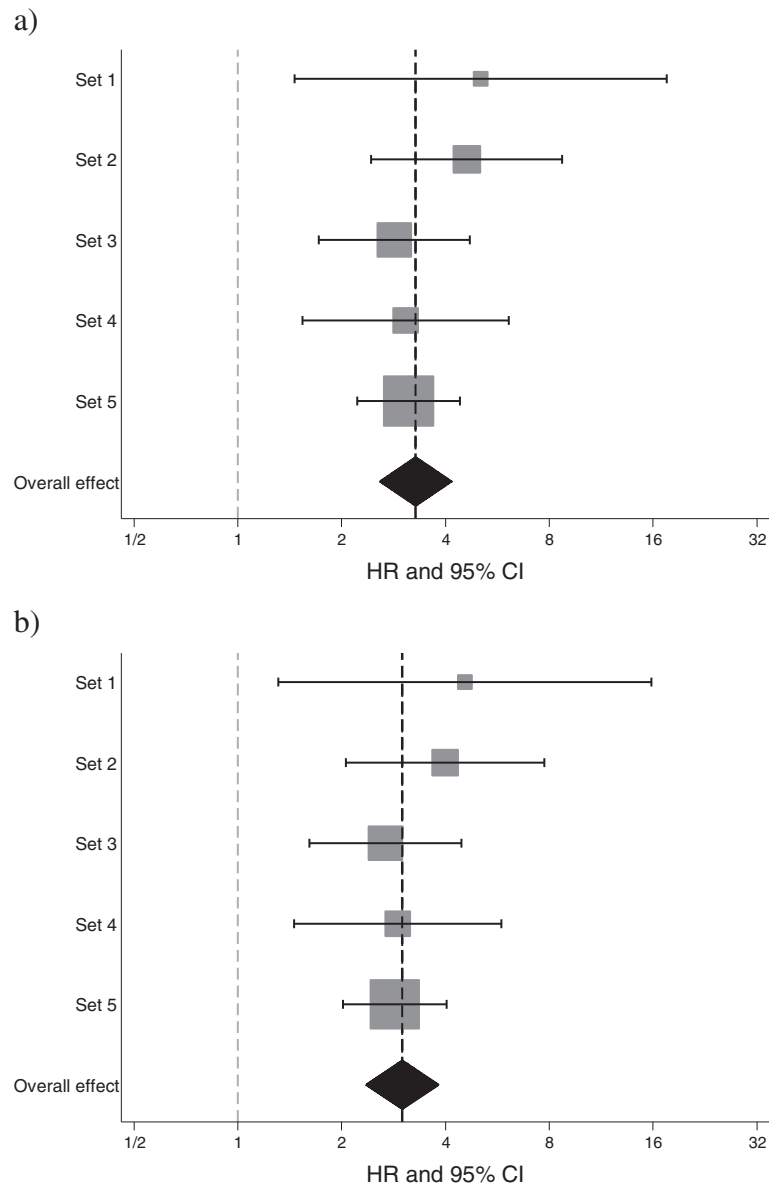 a)
Set 1
Set 2
Set 3
Set 4
Set 5
Overall effect
1/2 1 2 4 8 16 32
HR and 95% CI
b)
Set 1
Set 2
Set 3
Set 4
Set 5
Overall effect
1/2 1 2 4 8 16 32
HR and 95% CI